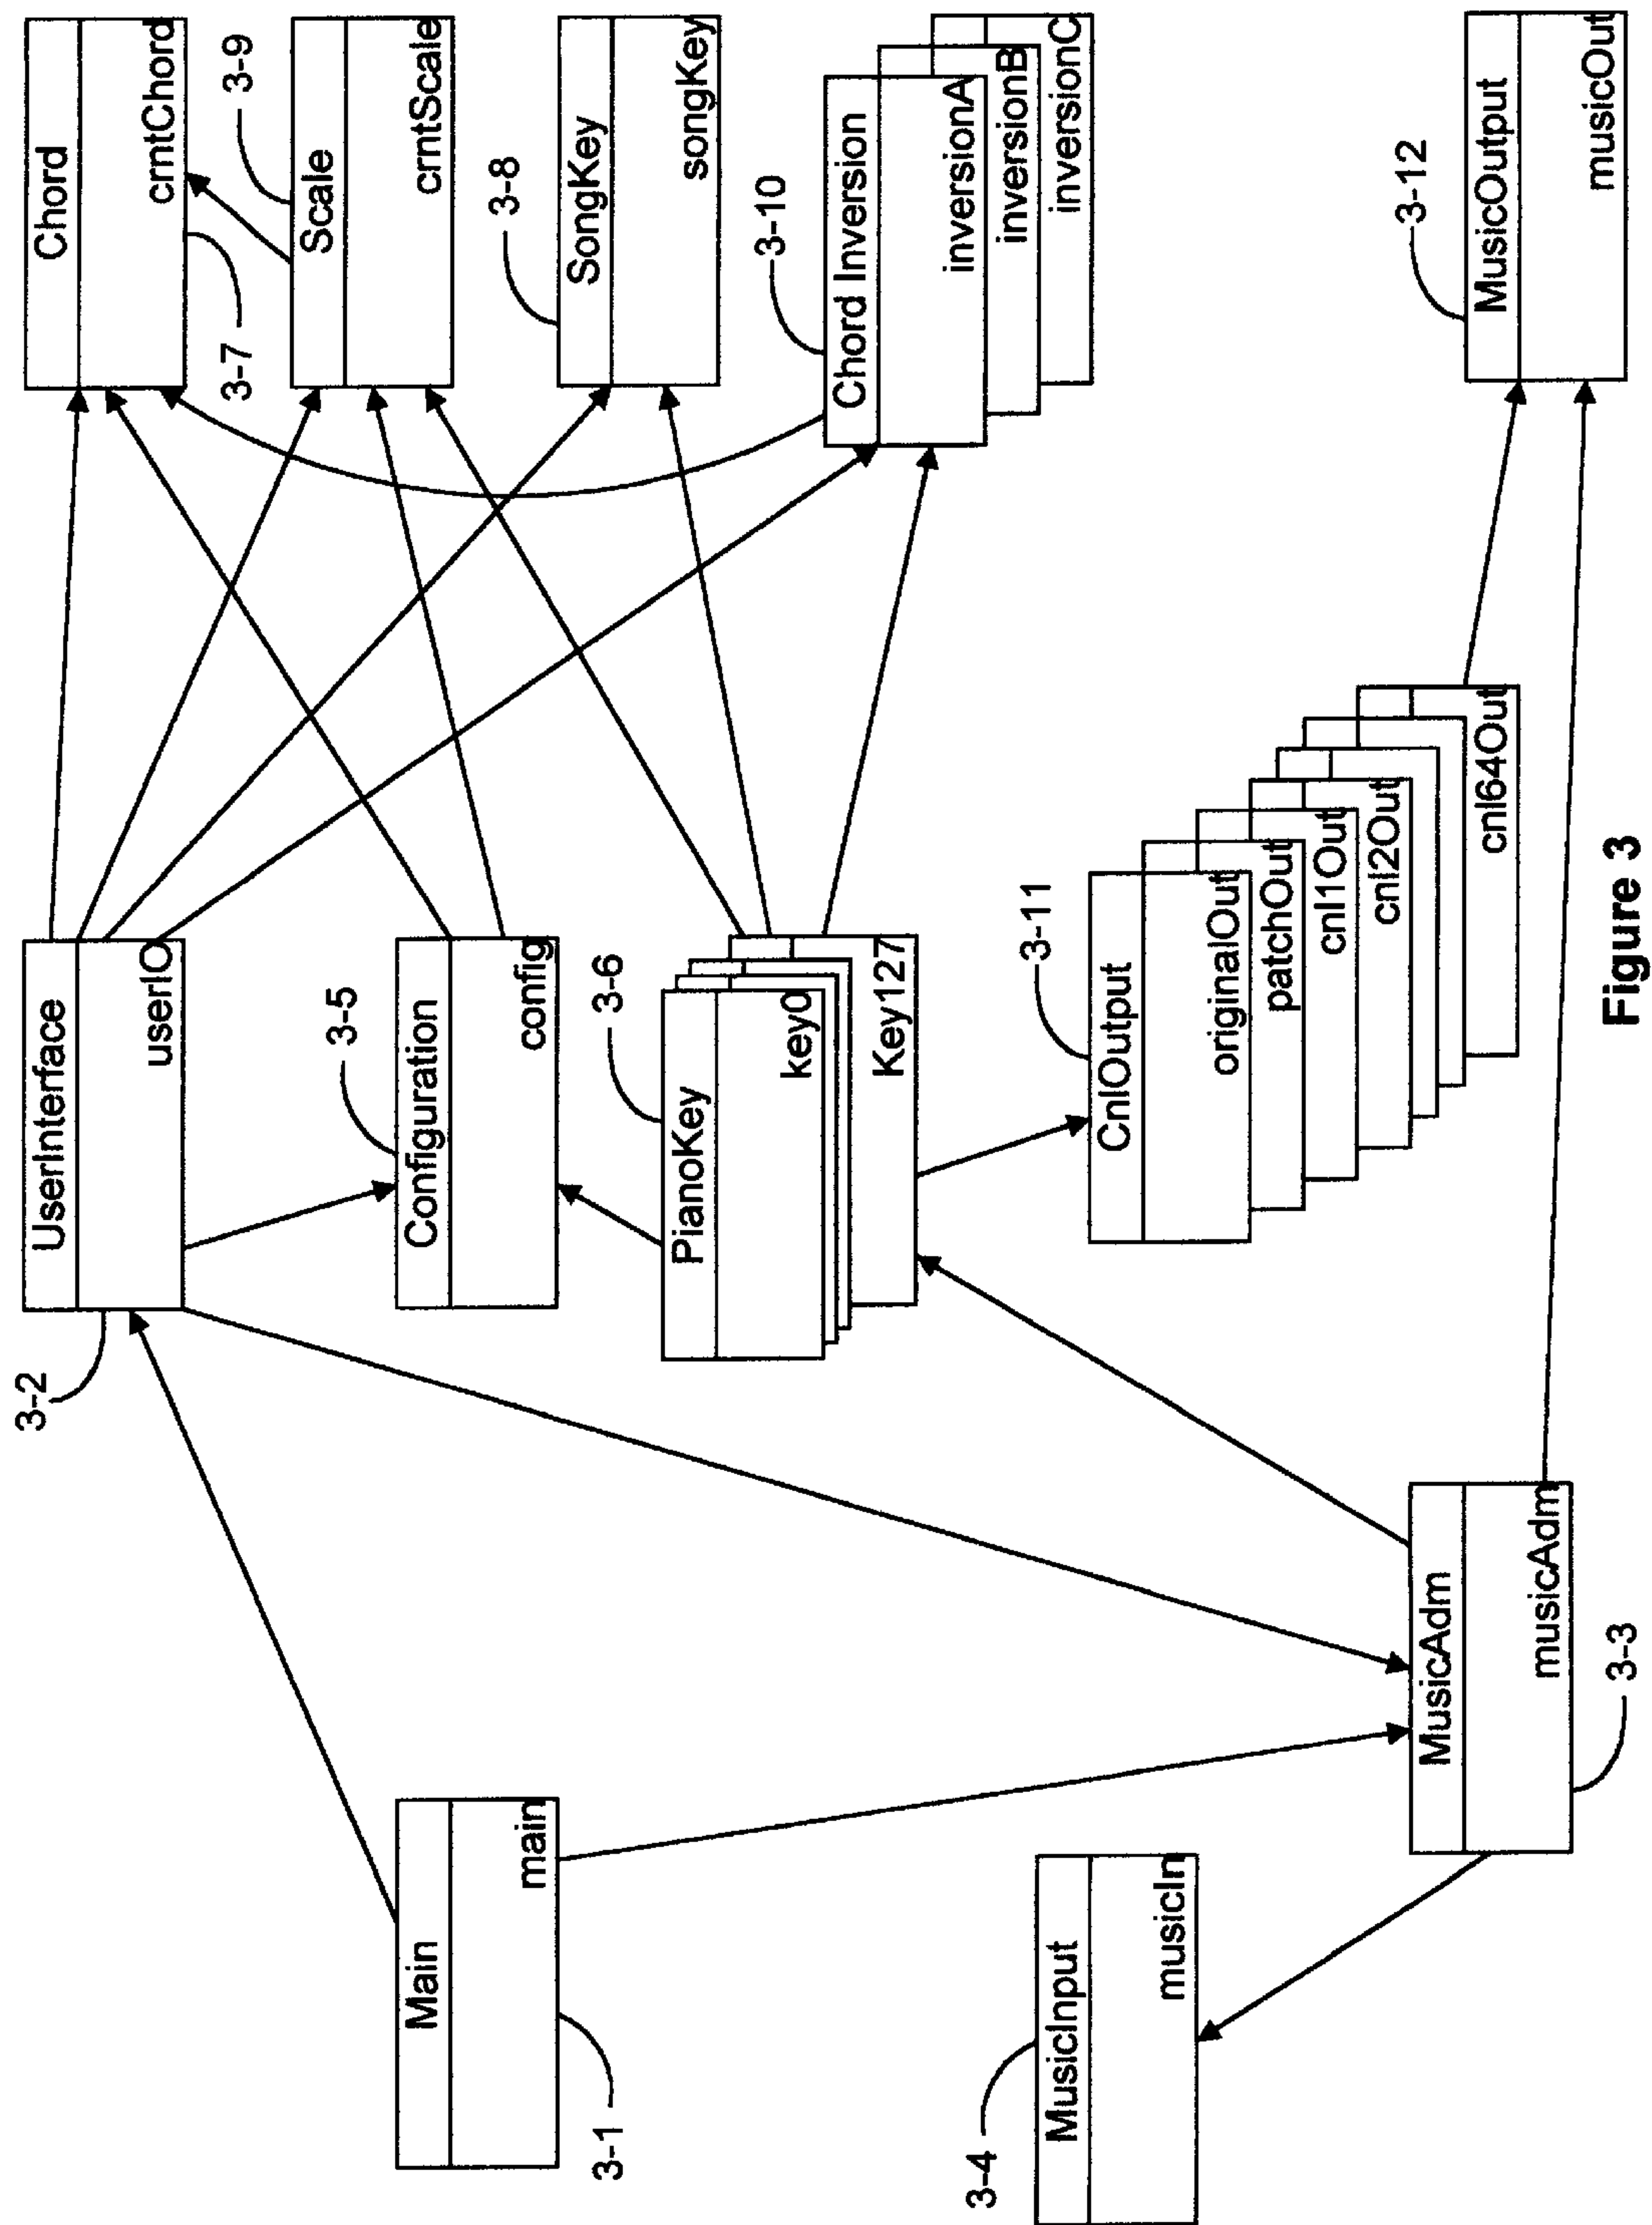 Main
main
3-1
MusicInput
musicIn
3-4
UserInterface
userIO
3-2
Configuration
config
3-5
PianoKey
key0
Key127
3-6
MusicAdm
musicAdm
3-3
CnlOutput
originalOut
patchOut
cnl1Out
cnl2Out
cnl64Out
3-11
Chord
crntChord
3-7
Scale
crntScale
3-9
SongKey
songKey
3-8
Chord Inversion
inversionA
inversionB
inversionC
3-10
MusicOutput
musicOut
3-12
Figure 3